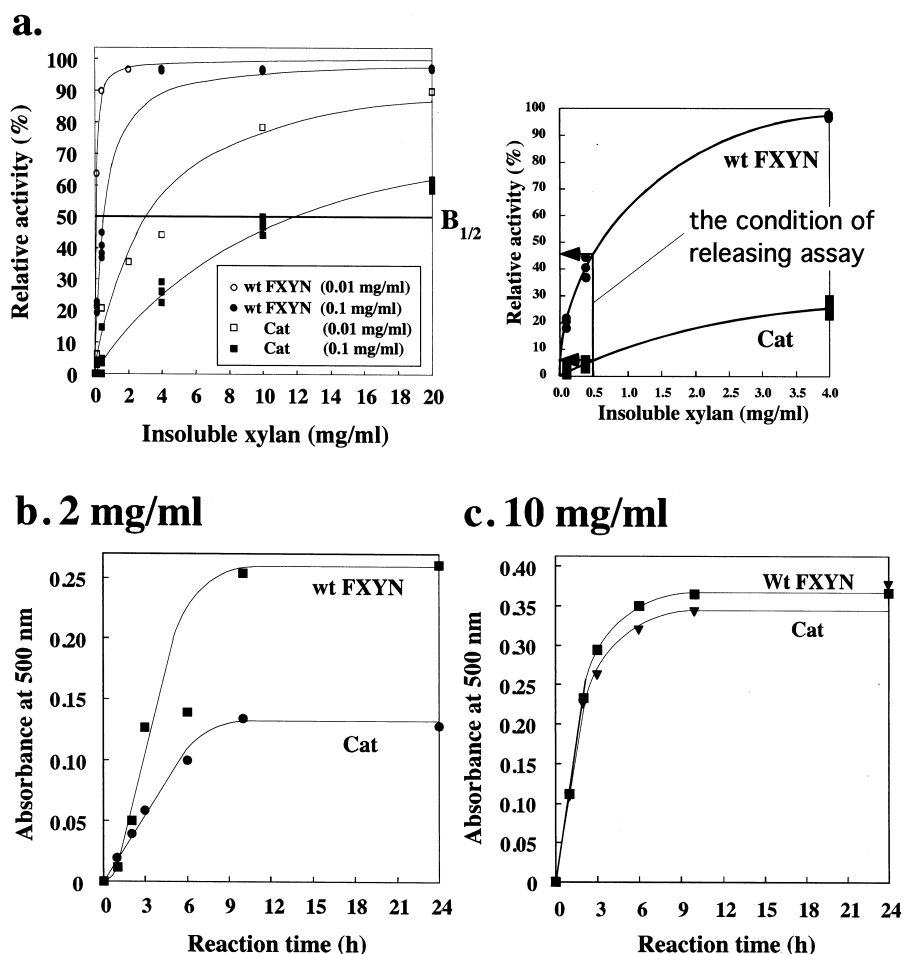 a.
Relative activity (%)
100
90
80
70
60
50
40
30
20
10
0
B1/2
wt FXYN (0.01 mg/ml)
wt FXYN (0.1 mg/ml)
Cat (0.01 mg/ml)
Cat (0.1 mg/ml)
0 2 4 6 8 10 12 14 16 18 20
Insoluble xylan (mg/ml)
Relative activity (%)
100
90
80
70
60
50
40
30
20
10
0
wt FXYN
the condition of
releasing assay
Cat
0.0 0.5 1.0 1.5 2.0 2.5 3.0 3.5 4.0
Insoluble xylan (mg/ml)
b. 2 mg/ml
Absorbance at 500 nm
0.25
0.20
0.15
0.10
0.05
0
wt FXYN
Cat
0 3 6 9 12 15 18 21 24
Reaction time (h)
c. 10 mg/ml
Absorbance at 500 nm
0.40
0.35
0.30
0.25
0.20
0.15
0.10
0.05
0
Wt FXYN
Cat
0 3 6 9 12 15 18 21 24
Reaction time (h)